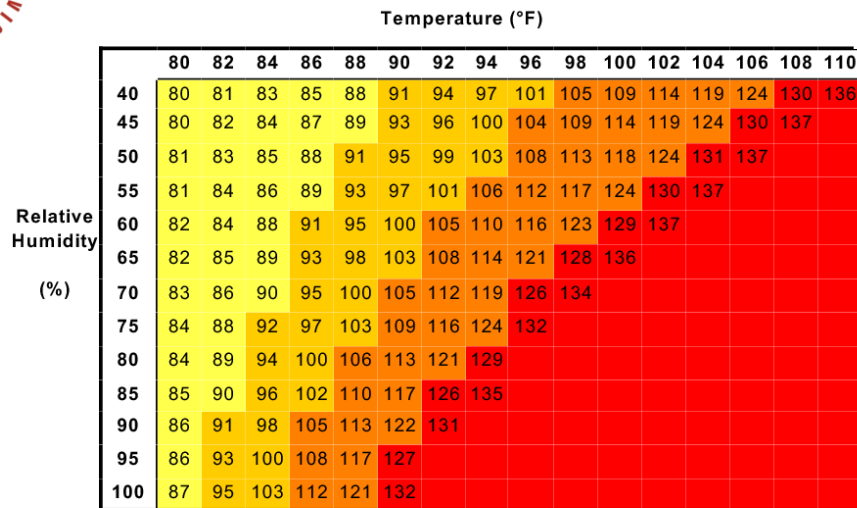 Temperature (°F)
80 82 84 86 88 90 92 94 96 98 100 102 104 106 108 110
40 80 81 83 85 88 91 94 97 101 105 109 114 119 124 130 136
45 80 82 84 87 89 93 96 100 104 109 114 119 124 130 137
50 81 83 85 88 91 95 99 103 108 113 118 124 131 137
55 81 84 86 89 93 97 101 106 112 117 124 130 137
Relative
Humidity
(%)
60 82 84 88 91 95 100 105 110 116 123 129 137
65 82 85 89 93 98 103 108 114 121 128 136
70 83 86 90 95 100 105 112 119 126 134
75 84 88 92 97 103 109 116 124 132
80 84 89 94 100 106 113 121 129
85 85 90 96 102 110 117 126 135
90 86 91 98 105 113 122 131
95 86 93 100 108 117 127
100 87 95 103 112 121 132